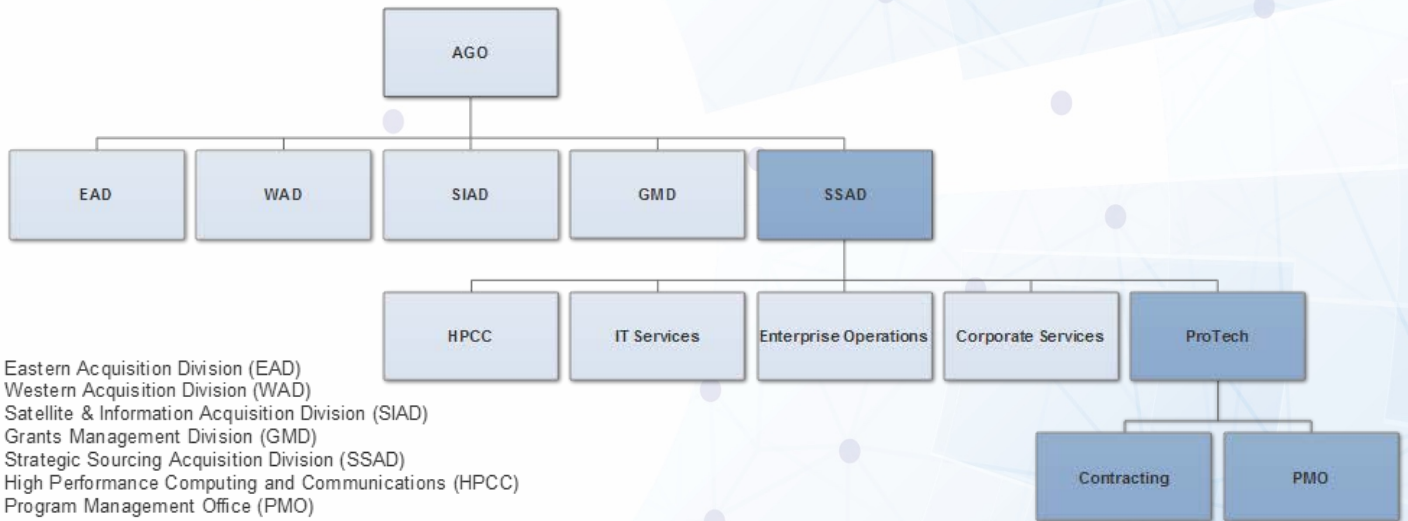 AGO
EAD
WAD
SIAD
GMD
SSAD
HPCC
IT Services
Enterprise Operations
Corporate Services
ProTech
Contracting
PMO
Eastern Acquisition Division (EAD)
Western Acquisition Division (WAD)
Satellite & Information Acquisition Division (SIAD)
Grants Management Division (GMD)
Strategic Sourcing Acquisition Division (SSAD)
High Performance Computing and Communications (HPCC)
Program Management Office (PMO)